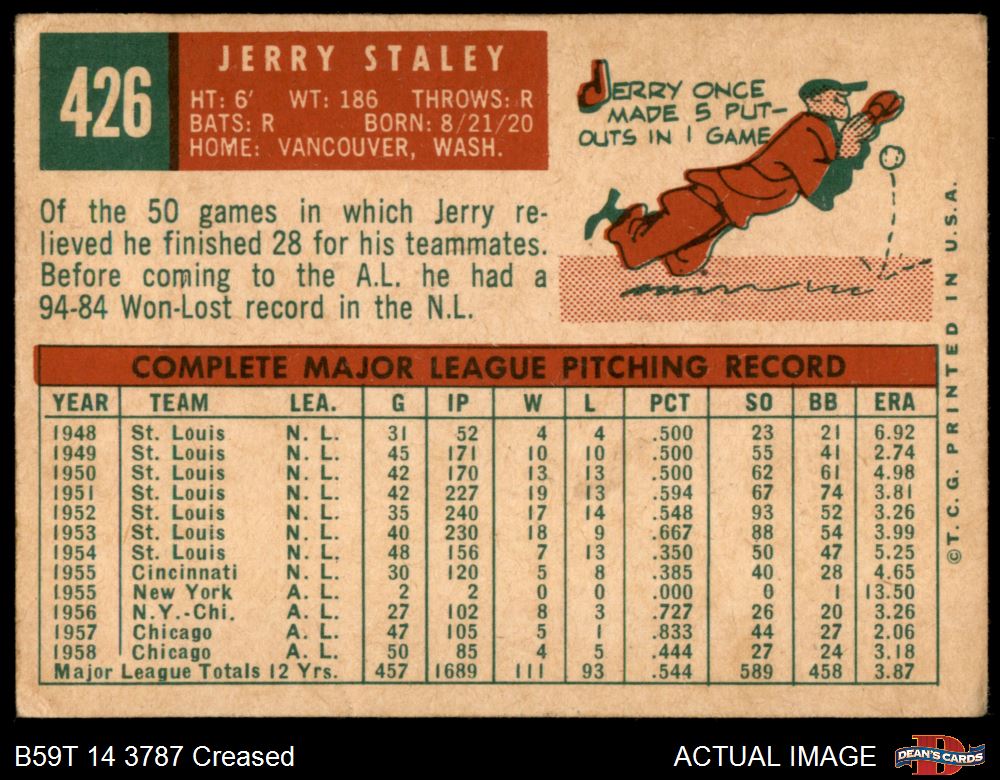 426
JERRY STALEY
HT: 6' WT: 186 THROWS: R
BATS: R BORN: 8/21/20
HOME: VANCOUVER, WASH.
JERRY ONCE
MADE 5 PUT-
OUTS IN 1 GAME
Of the 50 games in which Jerry re-
lieved he finished 28 for his teammates.
Before coming to the A.L. he had a
94-84 Won-Lost record in the N.L.
COMPLETE MAJOR LEAGUE PITCHING RECORD
YEAR TEAM LEA. G IP W L PCT SO BB ERA
1948 St. Louis N. L. 31 52 4 4 .500 23 21 6.92
1949 St. Louis N. L. 45 171 10 10 .500 55 41 2.74
1950 St. Louis N. L. 42 170 13 13 .500 62 61 4.98
1951 St. Louis N. L. 42 227 19 13 .594 67 74 3.81
1952 St. Louis N. L. 35 240 17 14 .548 93 52 3.26
1953 St. Louis N. L. 40 230 18 9 .667 88 54 3.99
1954 St. Louis N. L. 48 156 7 13 .350 50 47 5.25
1955 Cincinnati N. L. 30 120 5 8 .385 40 28 4.65
1955 New York A. L. 2 2 0 0 .000 0 1 13.50
1956 N.Y.-Chi. A. L. 27 102 8 3 .727 26 20 3.26
1957 Chicago A. L. 47 105 5 1 .833 44 27 2.06
1958 Chicago A. L. 50 85 4 5 .444 27 24 3.18
Major League Totals 12 Yrs. 457 1689 111 93 .544 589 458 3.87
©T.C.G. PRINTED IN U.S.A.
B59T 14 3787 Creased
ACTUAL IMAGE
DEAN'S CARDS